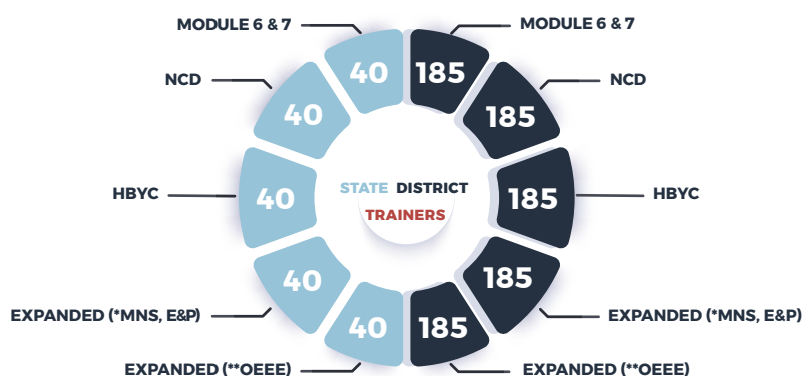 MODULE 6 & 7
MODULE 6 & 7
40
185
NCD
NCD
40
185
HBYC
HBYC
40
185
STATE DISTRICT
TRAINERS
40
185
EXPANDED (*MNS, E&P)
EXPANDED (*MNS, E&P)
40
185
EXPANDED (**OEEE)
EXPANDED (**OEEE)